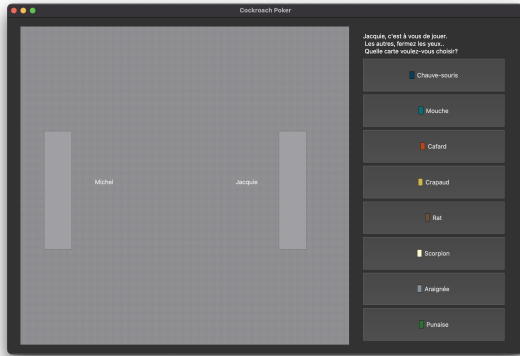 Cockroach Poker
Jacquie, c'est à vous de jouer.
Les autres, fermez les yeux..
Quelle carte voulez-vous choisir?
Chauve-souris
Mouche
Cafard
Crapaud
Rat
Scorpion
Araignée
Punaise
Michel
Jacquie